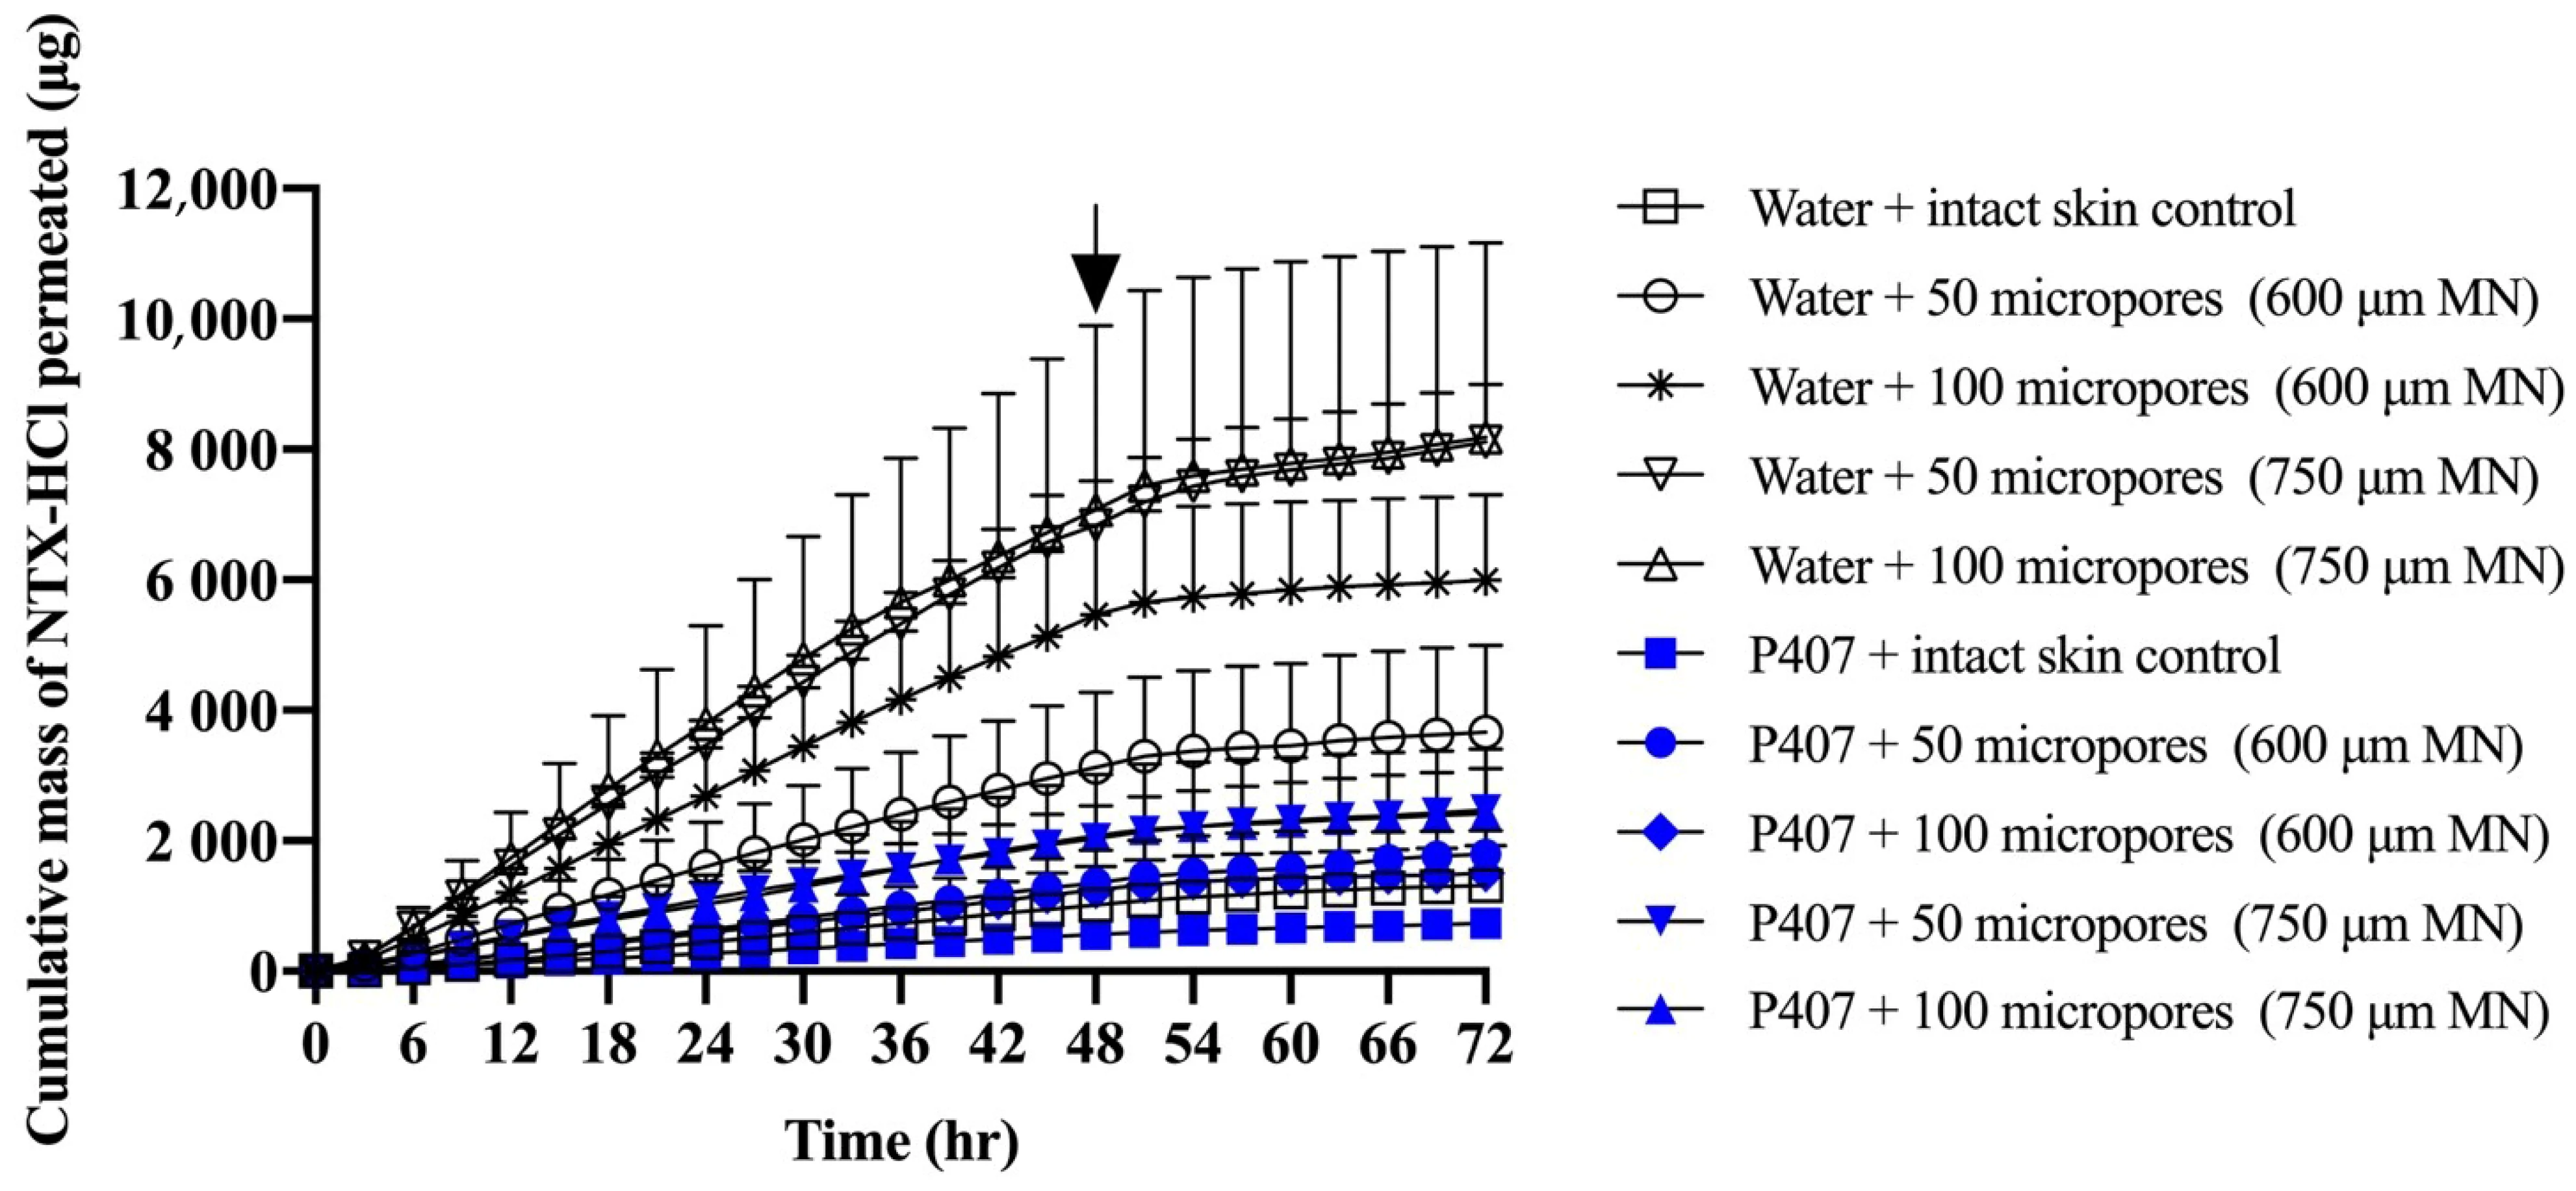 Cumulative mass of NTX-HCl permeated (µg)
12,000
10,000
8 000
6 000
4 000
2 000
0
0 6 12 18 24 30 36 42 48 54 60 66 72
Time (hr)
Water + intact skin control
Water + 50 micropores (600 µm MN)
Water + 100 micropores (600 µm MN)
Water + 50 micropores (750 µm MN)
Water + 100 micropores (750 µm MN)
P407 + intact skin control
P407 + 50 micropores (600 µm MN)
P407 + 100 micropores (600 µm MN)
P407 + 50 micropores (750 µm MN)
P407 + 100 micropores (750 µm MN)